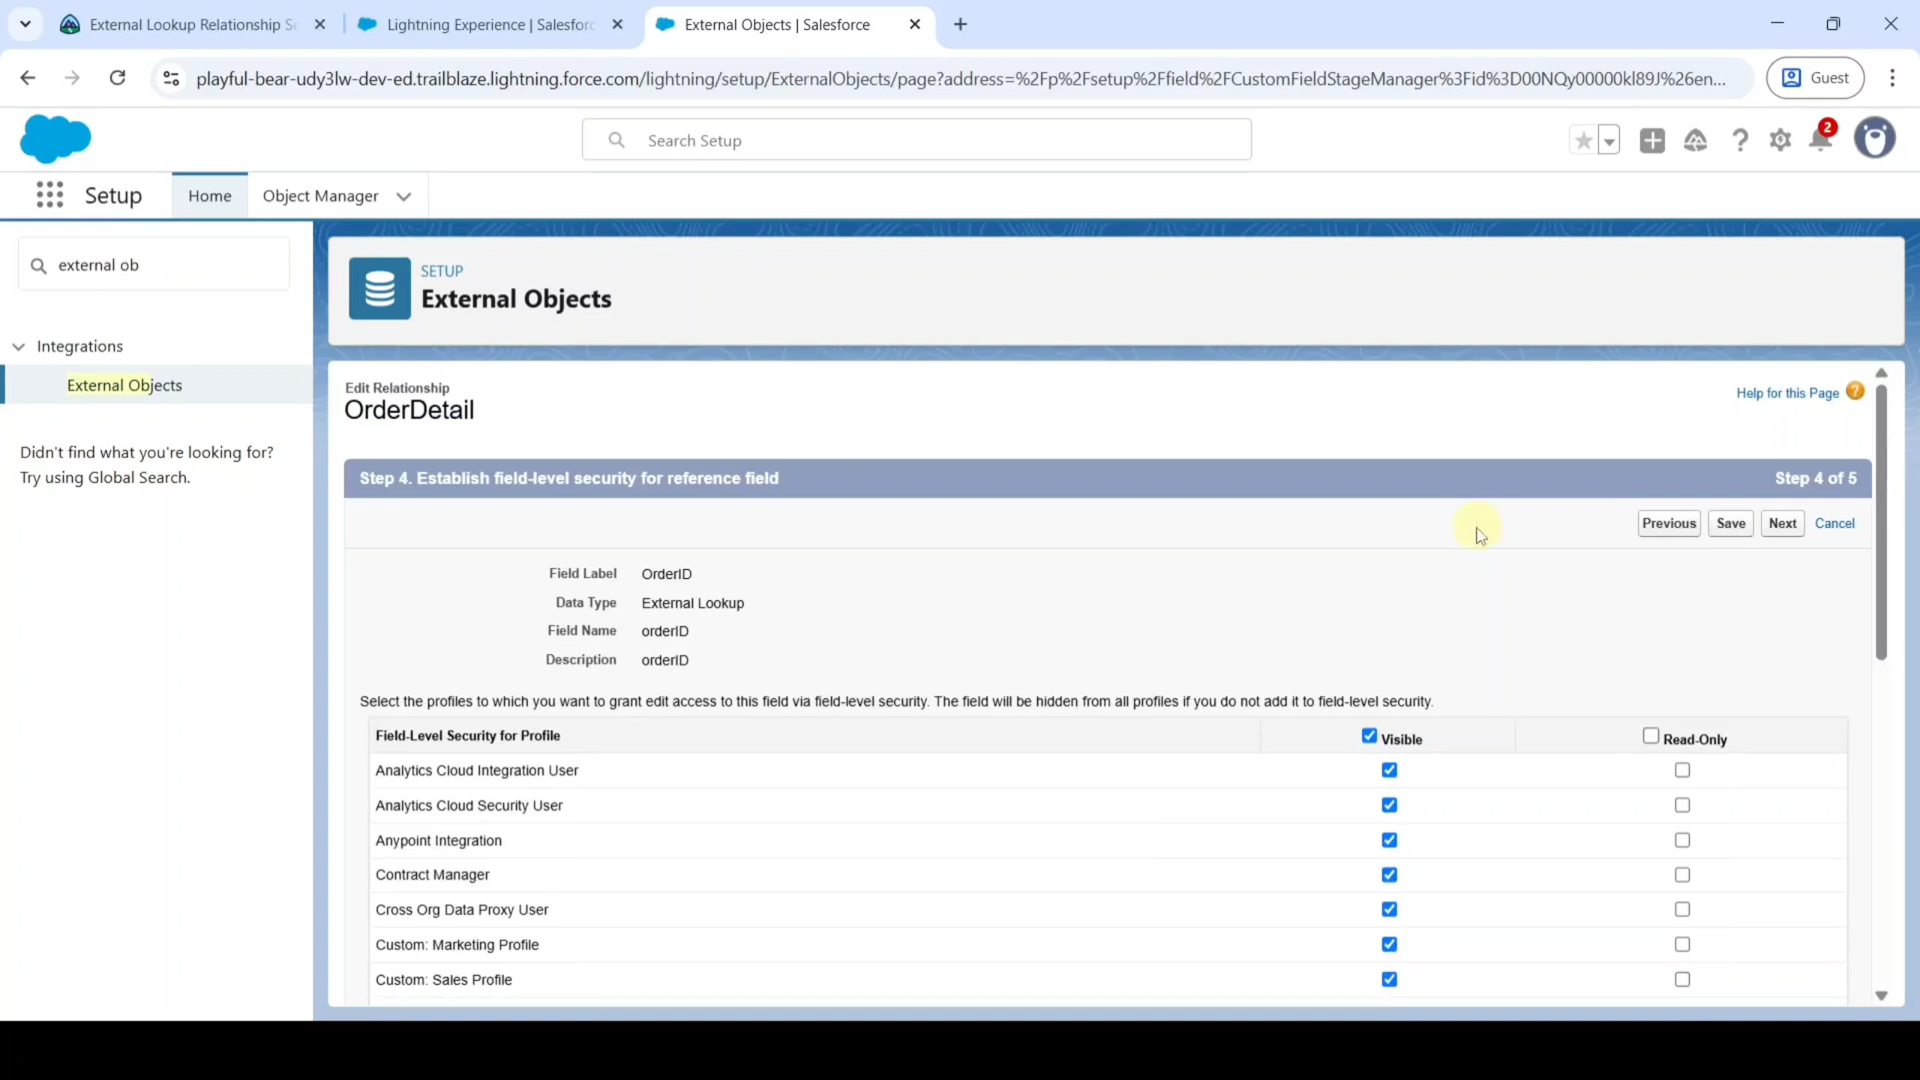 External Lookup Relationship Se
Lightning Experience | Salesforc
External Objects | Salesforce
playful-bear-udy3lw-dev-ed.trailblaze.lightning.force.com/lightning/setup/ExternalObjects/page?address=%2Fp%2Fsetup%2Ffield%2FCustomFieldStageManager%3Fid%3D00NQy00000kl89J%26en...
Guest
Search Setup
2
Setup
Home
Object Manager
external ob
Integrations
External Objects
Didn't find what you're looking for?
Try using Global Search.
SETUP
External Objects
Edit Relationship
OrderDetail
Help for this Page ?
Step 4. Establish field-level security for reference field
Step 4 of 5
Previous Save Next Cancel
Field Label OrderID
Data Type External Lookup
Field Name orderID
Description orderID
Select the profiles to which you want to grant edit access to this field via field-level security. The field will be hidden from all profiles if you do not add it to field-level security.
Field-Level Security for Profile Visible Read-Only
Analytics Cloud Integration User
Analytics Cloud Security User
Anypoint Integration
Contract Manager
Cross Org Data Proxy User
Custom: Marketing Profile
Custom: Sales Profile